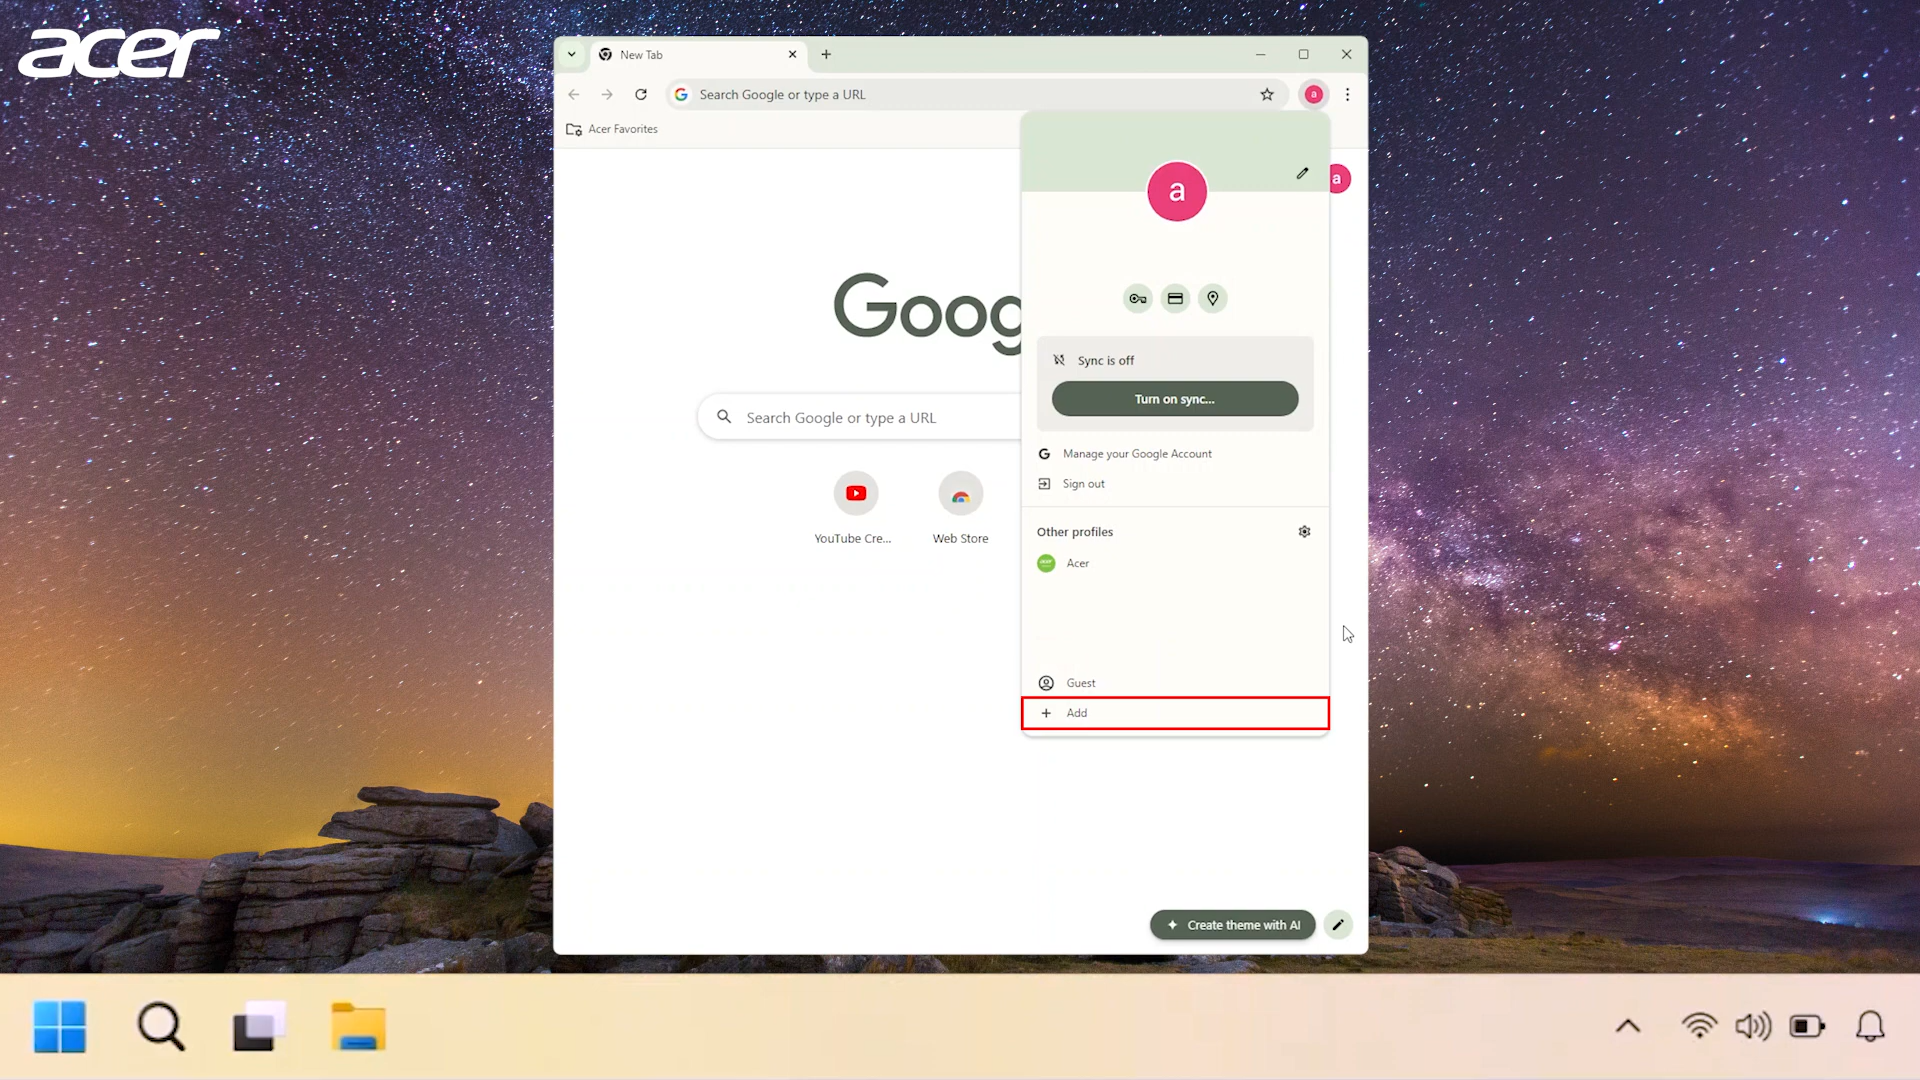 acer
New Tab
Search Google or type a URL
a
Acer Favorites
a
a
Goog
Sync is off
Turn on sync...
Search Google or type a URL
Manage your Google Account
Sign out
YouTube Cre...
Web Store
Other profiles
Acer
Guest
Add
Create theme with AI